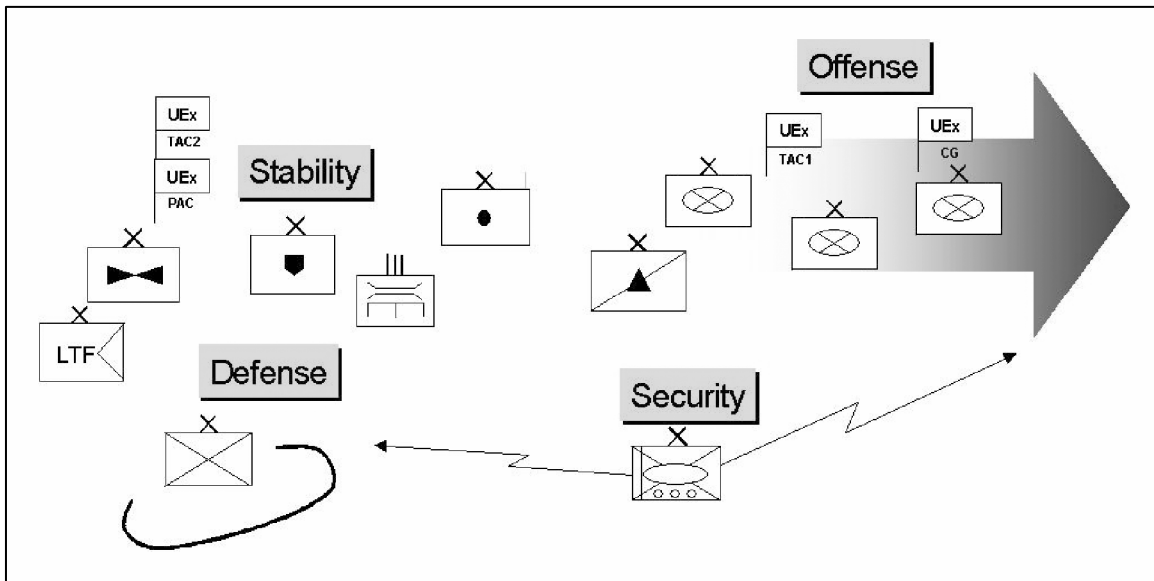 Offense
UEx
TAC2
UEx
TAC1
UEx
CG
Stability
UEx
PAC
LTF
Defense
Security